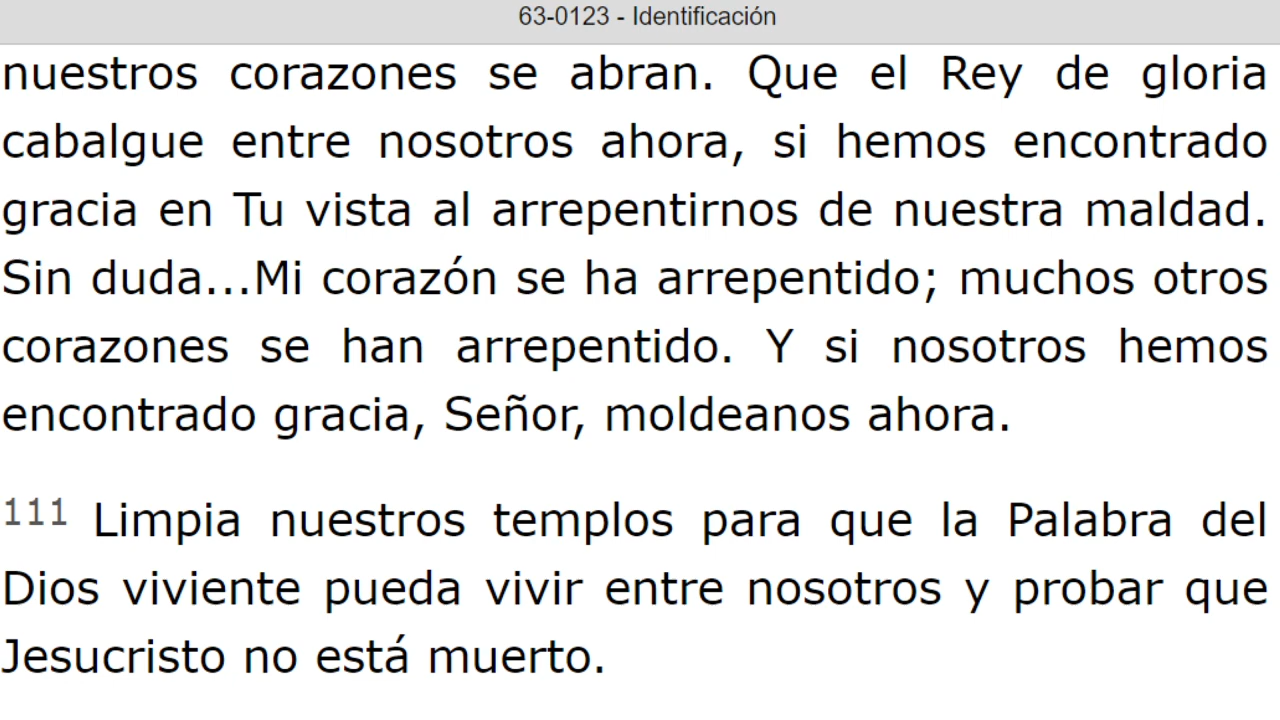 63-0123 - Identificación
nuestros corazones se abran. Que el Rey de gloria
cabalgue entre nosotros ahora, si hemos encontrado
gracia en Tu vista al arrepentirnos de nuestra maldad.
Sin duda...Mi corazón se ha arrepentido; muchos otros
corazones se han arrepentido. Y si nosotros hemos
encontrado gracia, Señor, moldeanos ahora.
111 Limpia nuestros templos para que la Palabra del
Dios viviente pueda vivir entre nosotros y probar que
Jesucristo no está muerto.